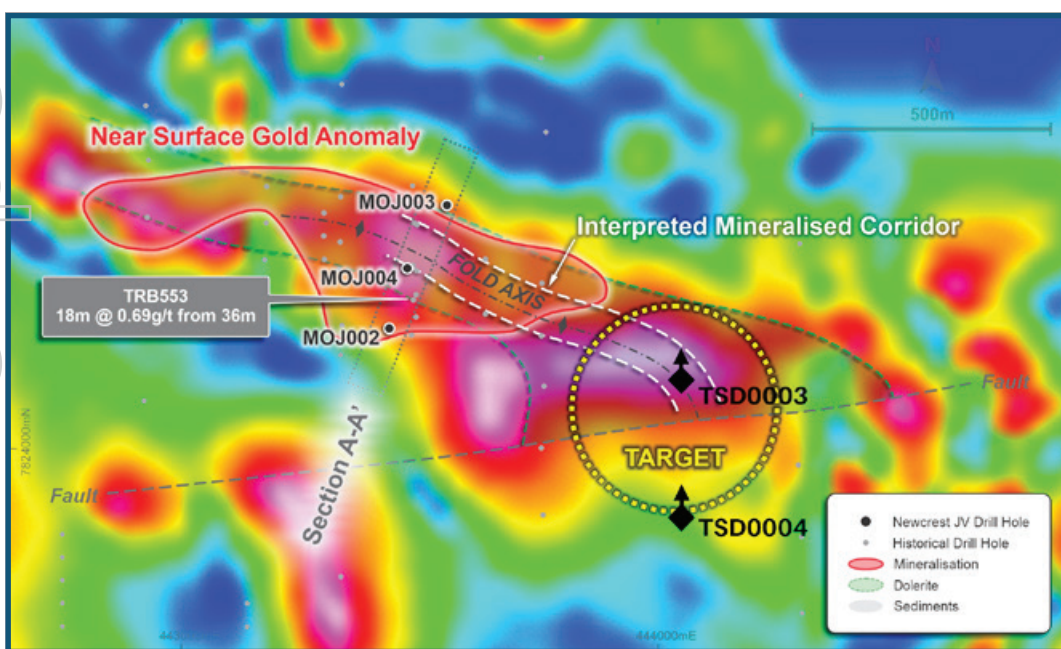 N
500m
Near Surface Gold Anomaly
MOJ003
Interpreted Mineralised Corridor
MOJ004
FOLD AXIS
TRB553
18m @ 0.69g/t from 36m
MOJ002
TSD0003
Fault
7824000mN
TARGET
Fault
Section A-A'
TSD0004
Newcrest JV Drill Hole
Historical Drill Hole
Mineralisation
Dolerite
Sediments
444000mE